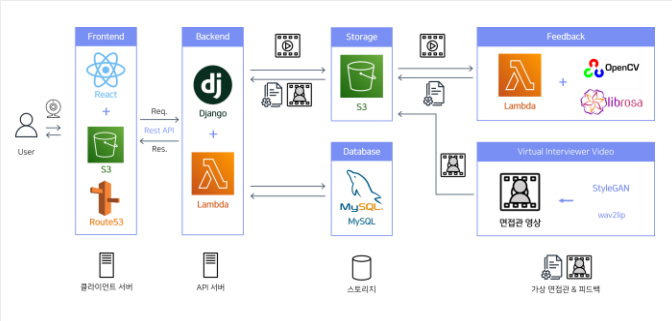 Frontend
React
+
S3
Route53
User
Req.
Rest API
Res.
Backend
dj
Django
+
Lambda
Storage
S3
Database
MySQL
MySQL
Feedback
Lambda
+
OpenCV
librosa
Virtual Interviewer Video
면접관 영상
StyleGAN
wav2lip
클라이언트 서버
API 서버
스토리지
가상 면접관 & 피드백